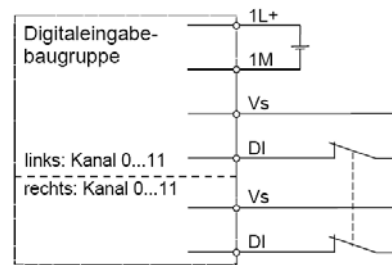 Digitaleingabe-
baugruppe
1L+
1M
Vs
DI
links: Kanal 0...11
rechts: Kanal 0...11
Vs
DI